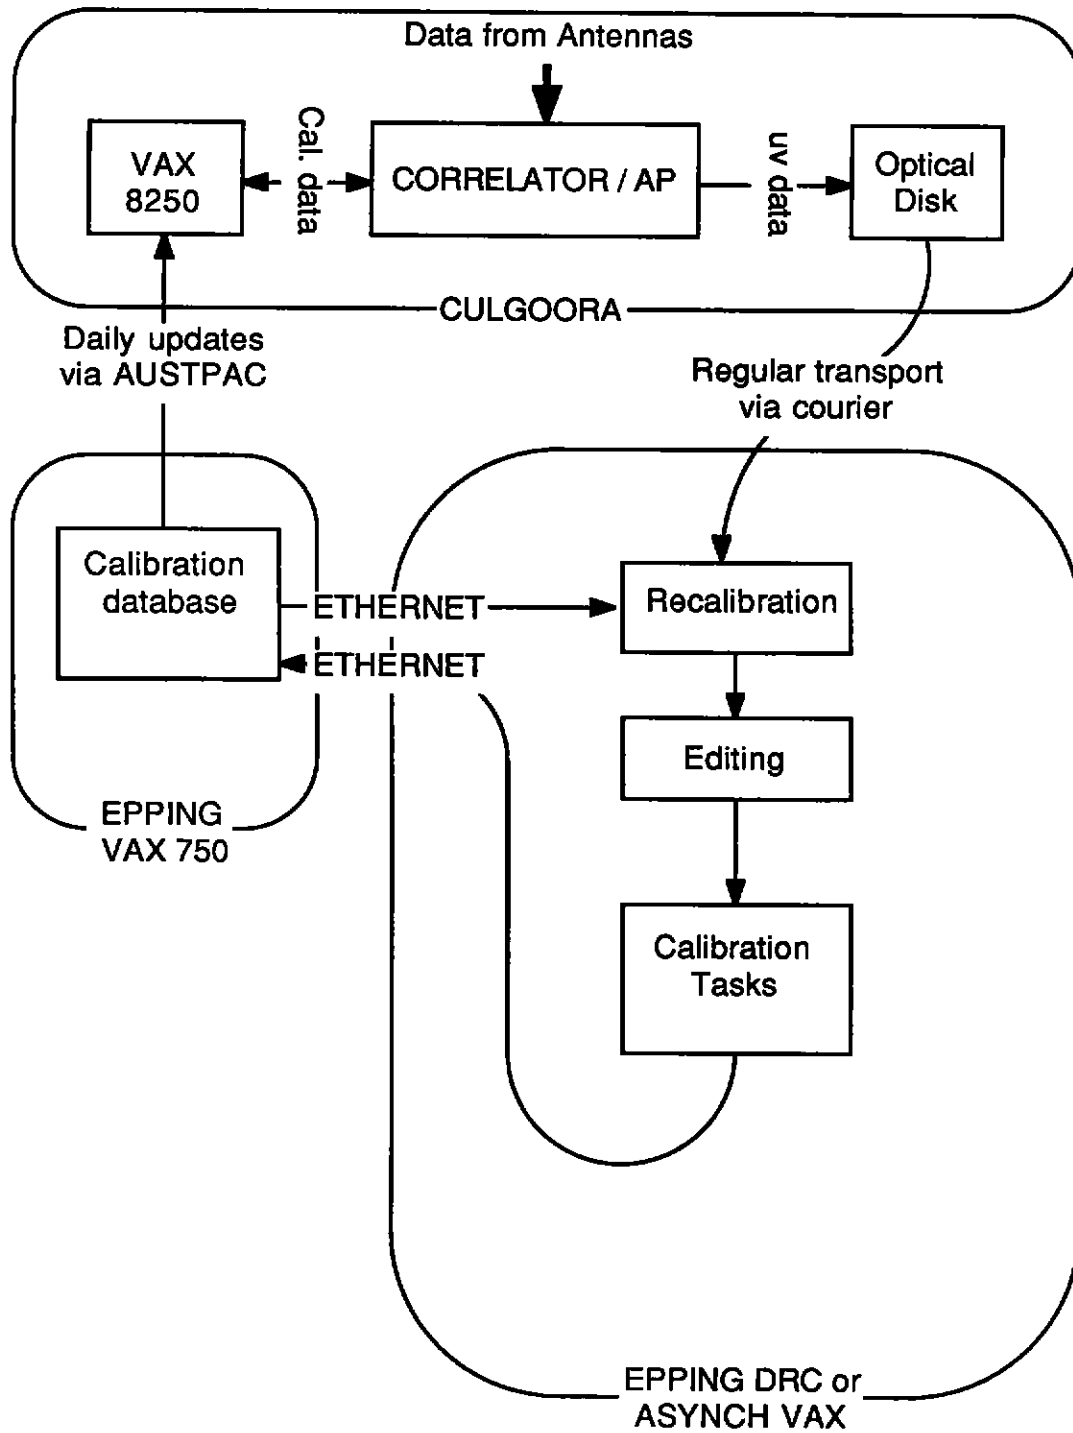 Data from Antennas
VAX
8250
Cal. data
CORRELATOR / AP
uv data
Optical
Disk
CULGOORA
Daily updates
via AUSTPAC
Regular transport
via courier
Calibration
database
ETHERNET
ETHERNET
Recalibration
Editing
EPPING
VAX 750
Calibration
Tasks
EPPING DRC or
ASYNCH VAX